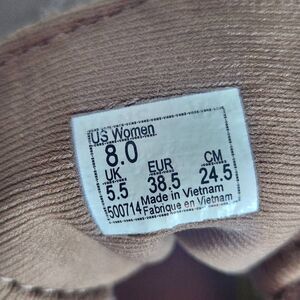 US Women
8.0
UK EUR CM.
5.5 38.5 24.5
Made in Vietnam
500714 Fabrique en Vietnam